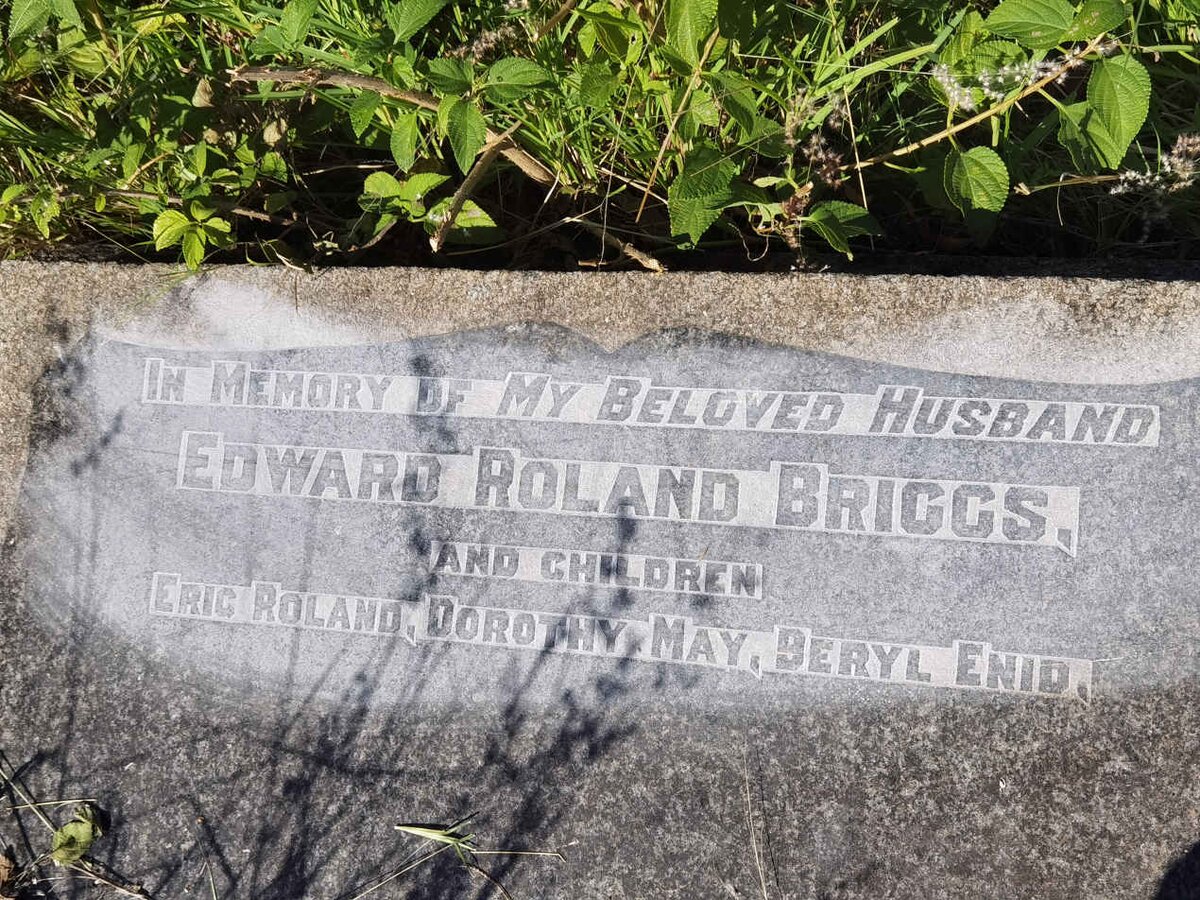 IN MEMORY OF MY BELOVED HUSBAND
EDWARD ROLAND BRIGGS,
AND CHILDREN
ERIC ROLAND, DOROTHY MAY, BERYL ENID,